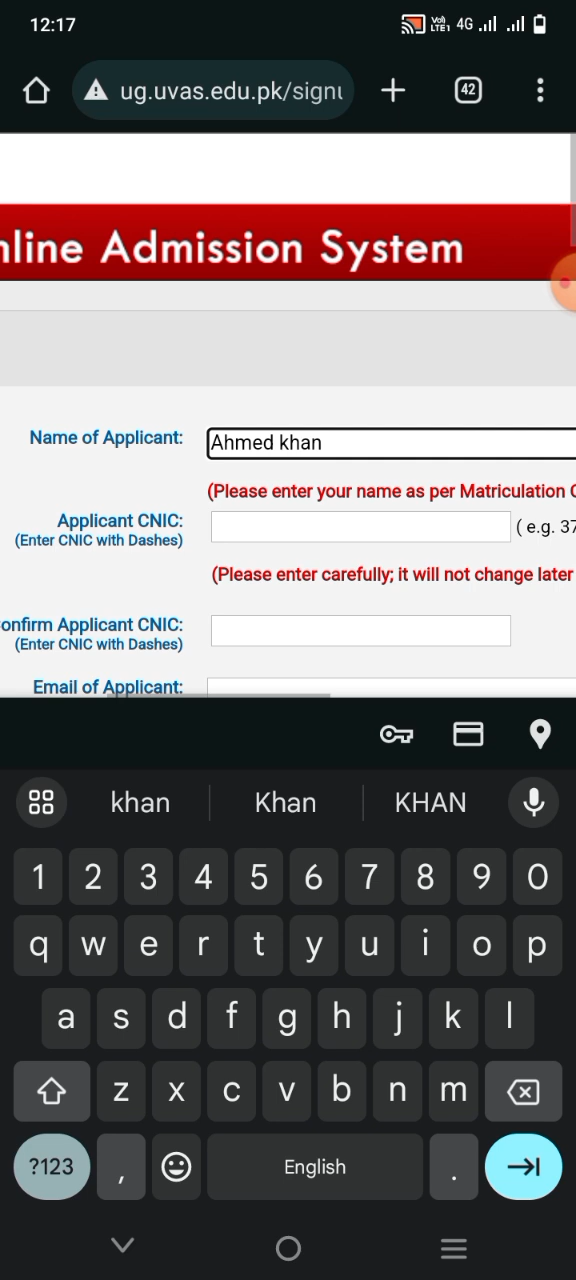 12:17
Vo) LTE1 4G
ug.uvas.edu.pk/sign
42
nline Admission System
Name of Applicant:
Ahmed khan
(Please enter your name as per Matriculation
Applicant CNIC:
(Enter CNIC with Dashes)
( e.g. 37
(Please enter carefully; it will not change later
onfirm Applicant CNIC:
(Enter CNIC with Dashes)
Email of Applicant:
khan Khan KHAN
1 2 3 4 5 6 7 8 9 0
q w e r t y u i o p
a s d f g h j k l
z x c v b n m
?123 , English .